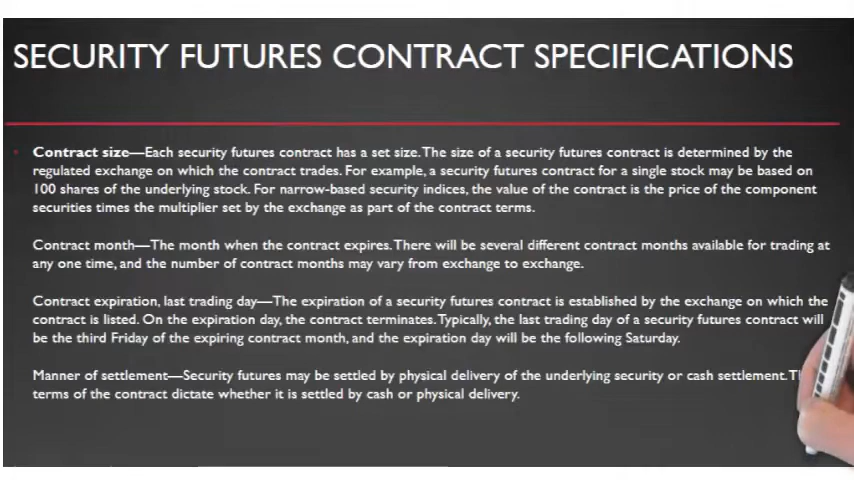 SECURITY FUTURES CONTRACT SPECIFICATIONS
• Contract size—Each security futures contract has a set size. The size of a security futures contract is determined by the
regulated exchange on which the contract trades. For example, a security futures contract for a single stock may be based on
100 shares of the underlying stock. For narrow-based security indices, the value of the contract is the price of the component
securities times the multiplier set by the exchange as part of the contract terms.
Contract month—The month when the contract expires. There will be several different contract months available for trading at
any one time, and the number of contract months may vary from exchange to exchange.
Contract expiration, last trading day—The expiration of a security futures contract is established by the exchange on which the
contract is listed. On the expiration day, the contract terminates. Typically, the last trading day of a security futures contract will
be the third Friday of the expiring contract month, and the expiration day will be the following Saturday.
Manner of settlement—Security futures may be settled by physical delivery of the underlying security or cash settlement.
terms of the contract dictate whether it is settled by cash or physical delivery.